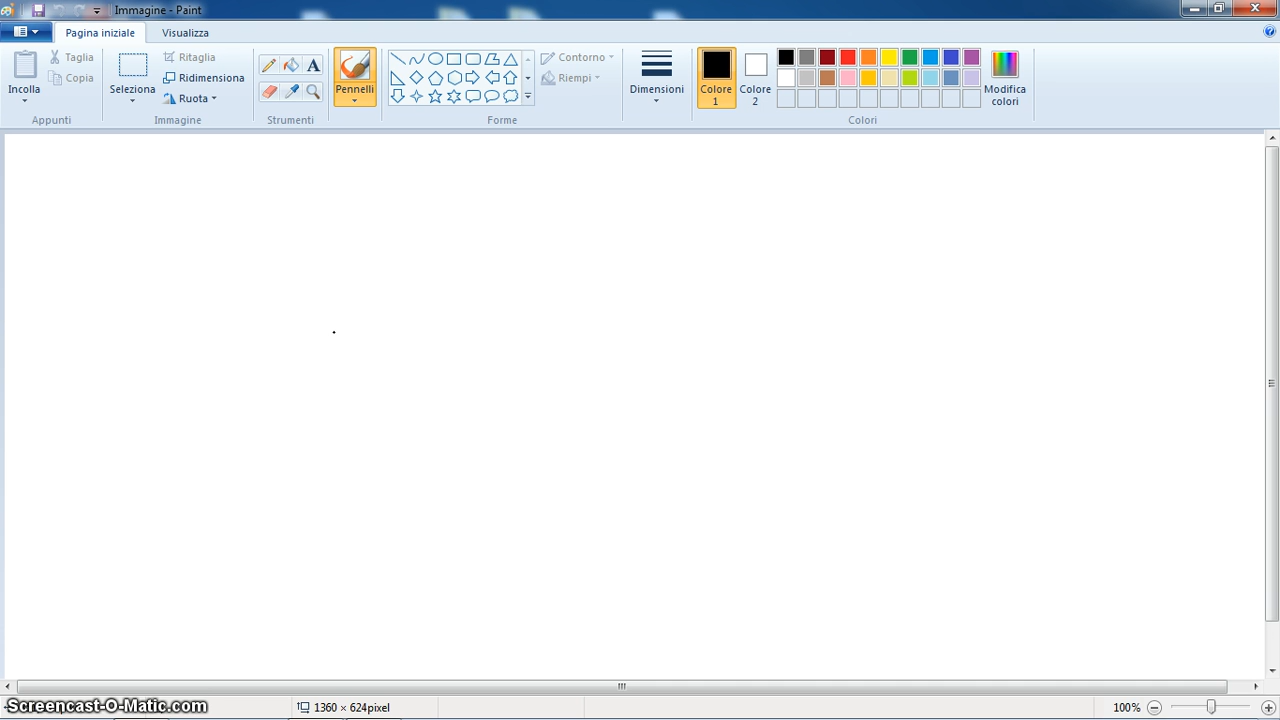 Immagine - Paint
Pagina iniziale
Visualizza
Incolla
Taglia
Copia
Appunti
Seleziona
Ritaglia
Ridimensiona
Ruota
Immagine
A
Strumenti
Pennelli
Contorno
Riempi
Forme
Dimensioni
Colore 1
Colore 2
Modifica colori
Colori
Screencast-O-Matic.com
1360 × 624pixel
100%